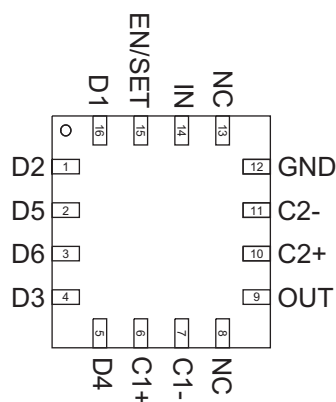 D1
EN/SET
IN
NC
16
15
14
13
D2 1 12 GND
D5 2 11 C2-
D6 3 10 C2+
D3 4 9 OUT
5
6
7
8
D4
C1+
C1-
NC